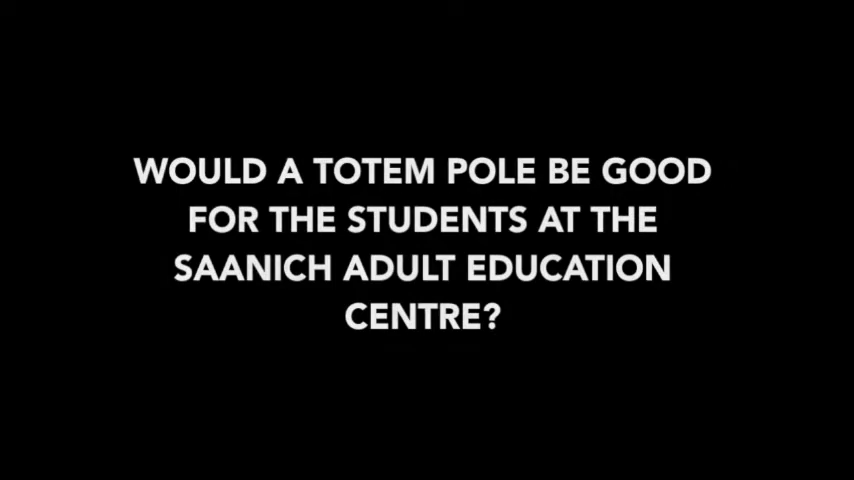 WOULD A TOTEM POLE BE GOOD
FOR THE STUDENTS AT THE
SAANICH ADULT EDUCATION
CENTRE?